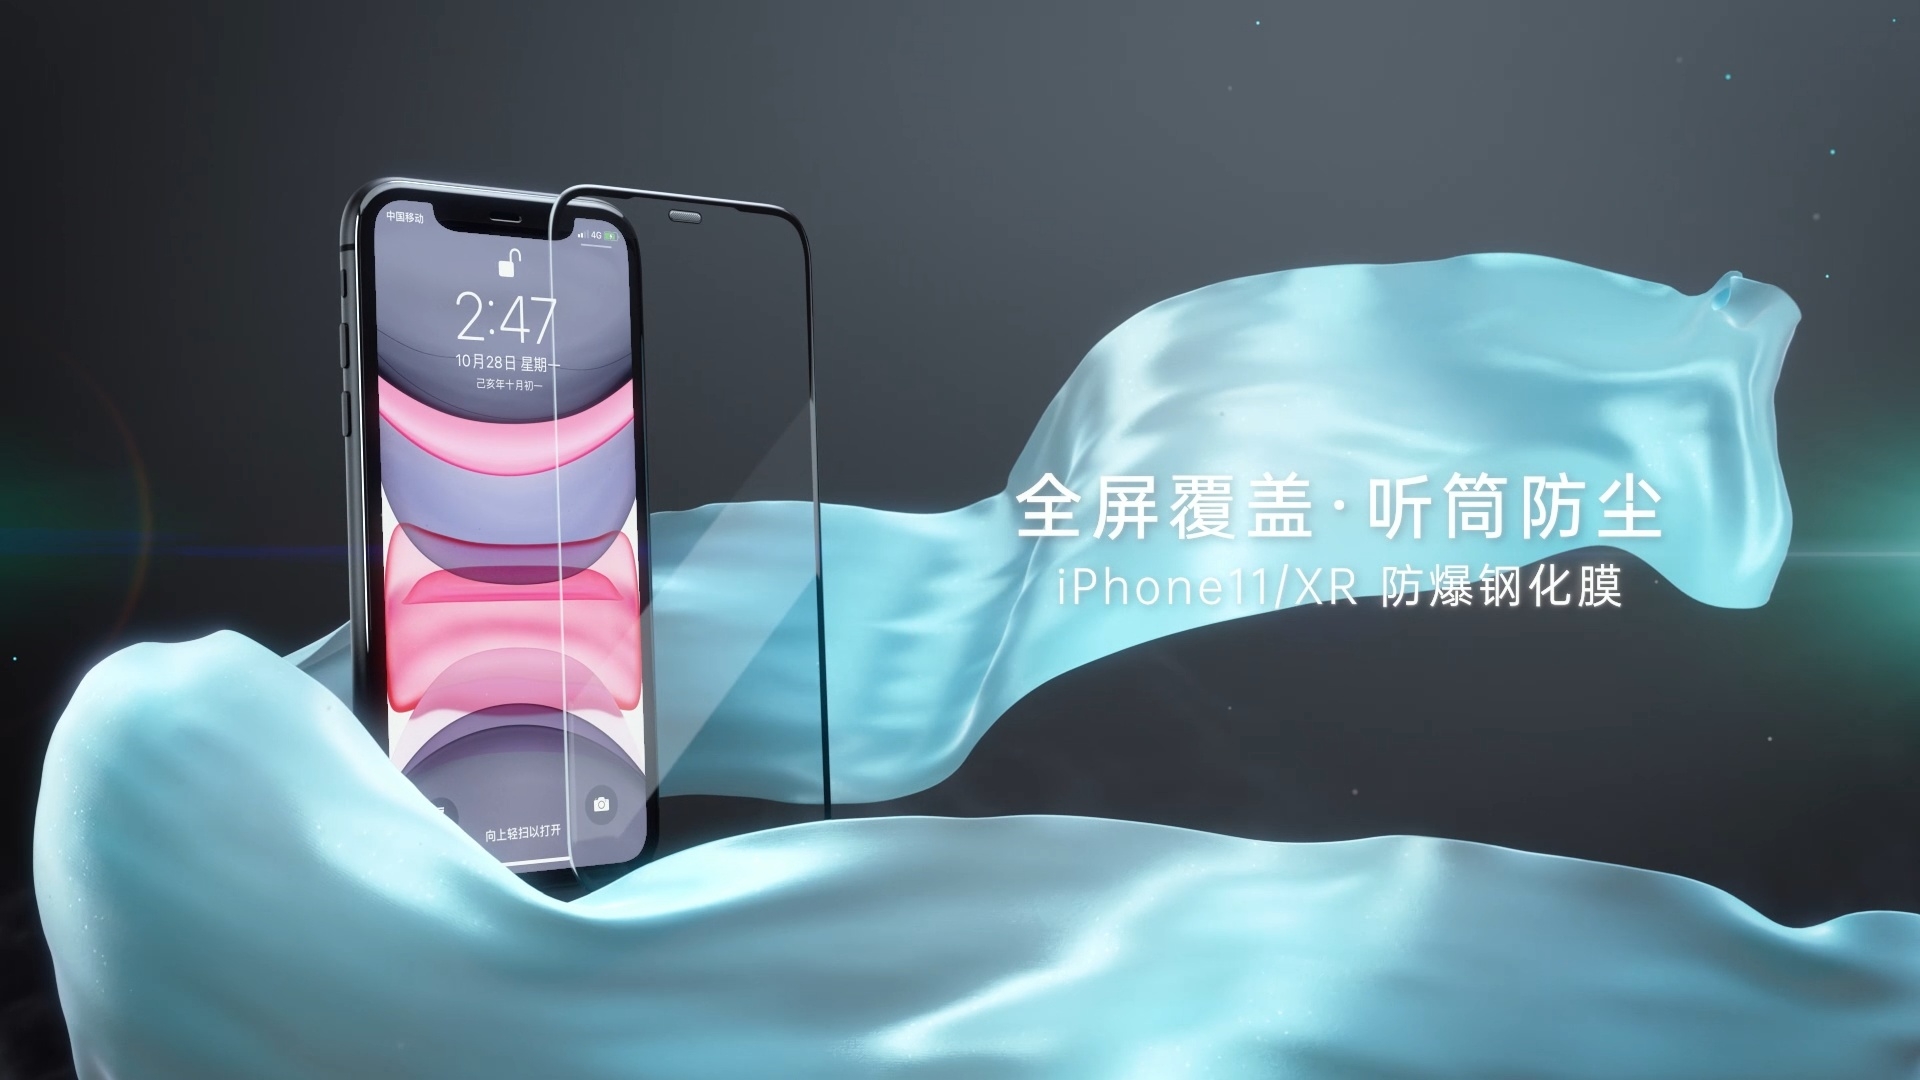 中国移动
4G
2:47
10月28日 星期一
己亥年十月初一
全屏覆盖·听筒防尘
iPhone11/XR 防爆钢化膜
向上轻扫以打开